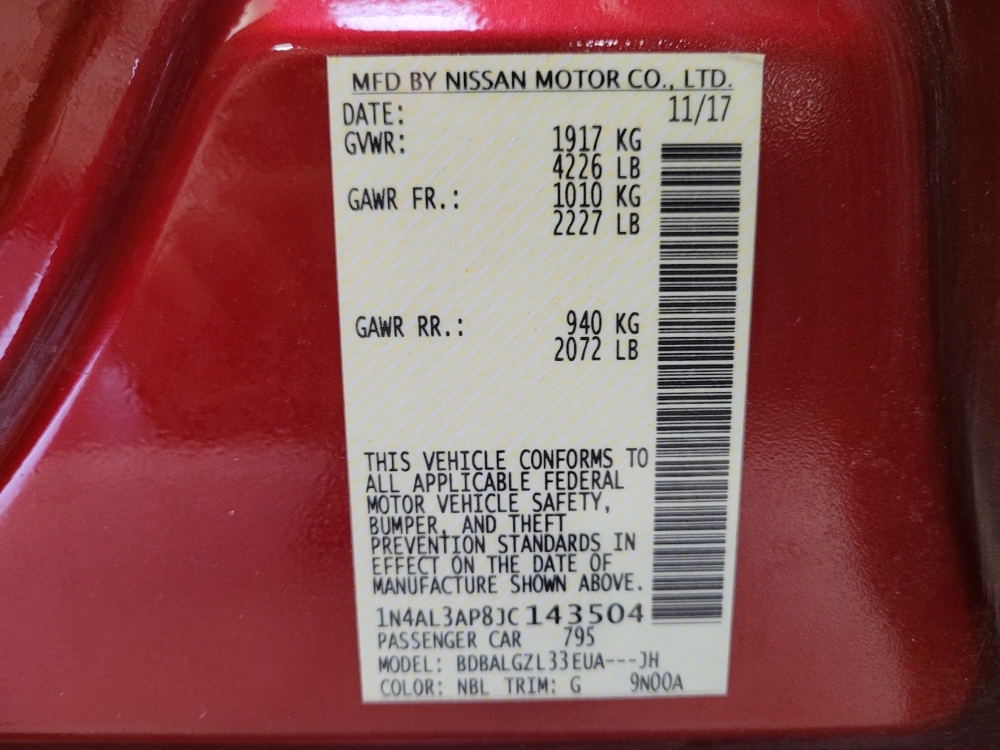 MFD BY NISSAN MOTOR CO., LTD.
DATE: 11/17
GVWR: 1917 KG
4226 LB
GAWR FR.: 1010 KG
2227 LB
GAWR RR.: 940 KG
2072 LB
THIS VEHICLE CONFORMS TO
ALL APPLICABLE FEDERAL
MOTOR VEHICLE SAFETY,
BUMPER, AND THEFT
PREVENTION STANDARDS IN
EFFECT ON THE DATE OF
MANUFACTURE SHOWN ABOVE.
1N4AL3AP8JC143504
PASSENGER CAR 795
MODEL: BDBALGZL33EUA---JH
COLOR: NBL TRIM: G 9N00A